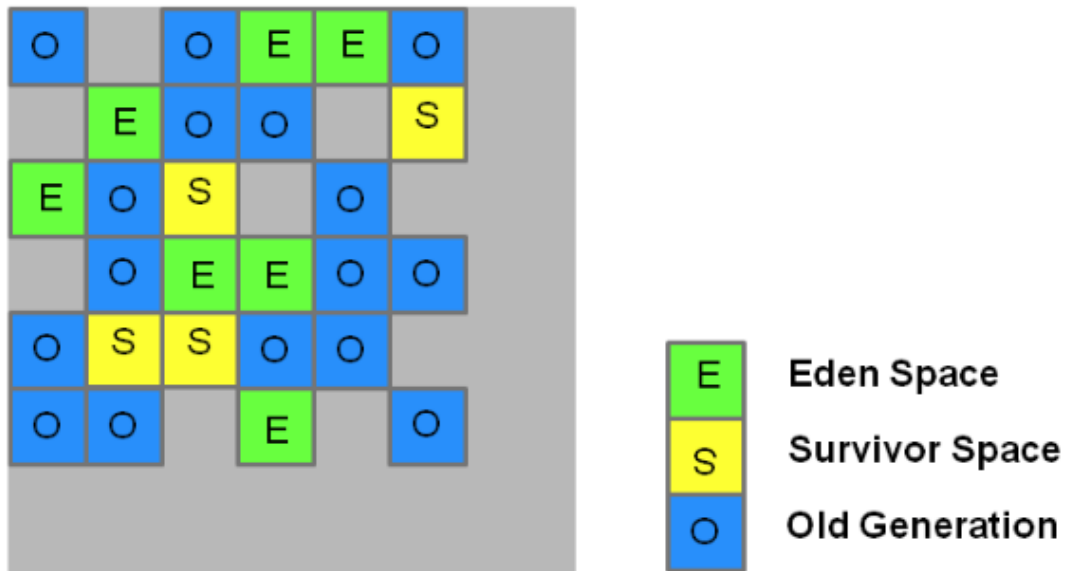 O O E E O
E O O S
E O S O
O E E O O
O S S O O
O O E O
E Eden Space
S Survivor Space
O Old Generation